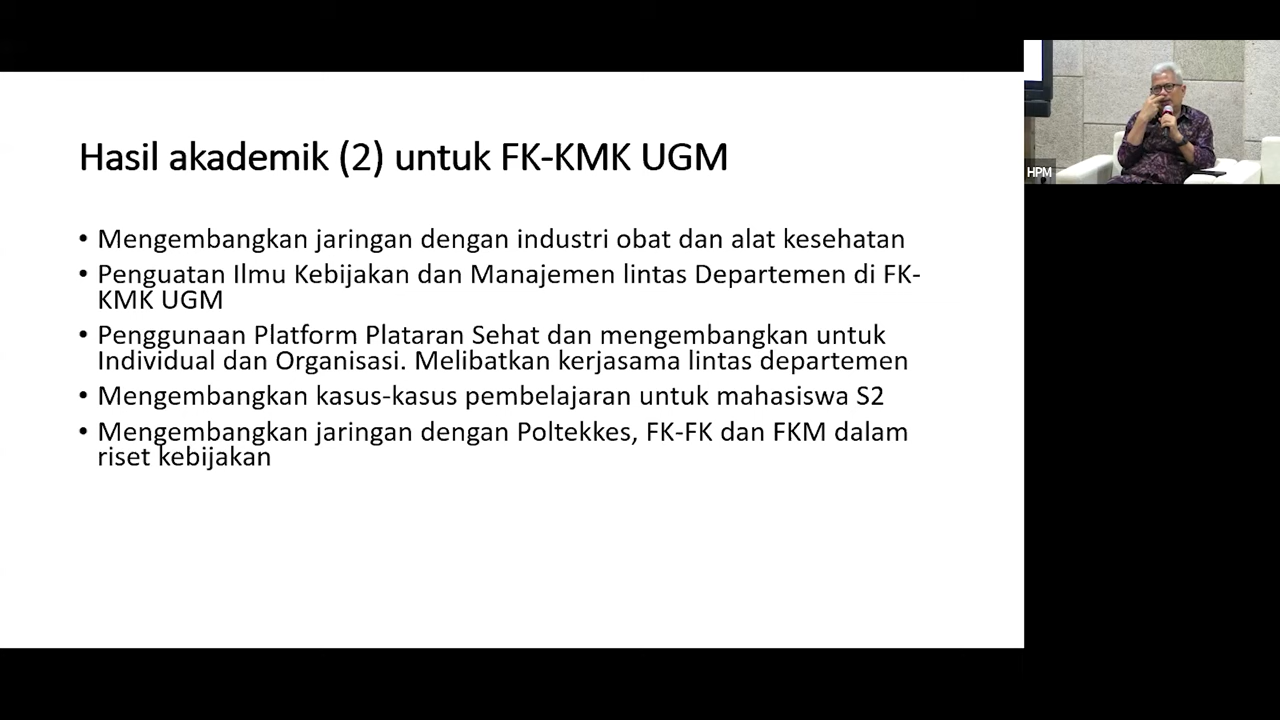 Hasil akademik (2) untuk FK-KMK UGM
• Mengembangkan jaringan dengan industri obat dan alat kesehatan
• Penguatan Ilmu Kebijakan dan Manajemen lintas Departemen di FK-
KMK UGM
• Penggunaan Platform Plataran Sehat dan mengembangkan untuk
Individual dan Organisasi. Melibatkan kerjasama lintas departemen
• Mengembangkan kasus-kasus pembelajaran untuk mahasiswa S2
• Mengembangkan jaringan dengan Poltekkes, FK-FK dan FKM dalam
riset kebijakan
HPM